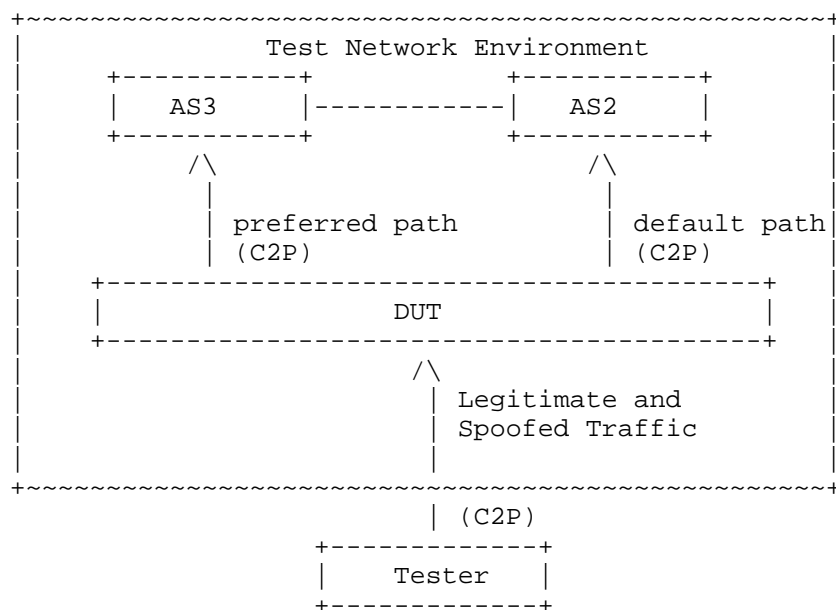 Test Network Environment
AS3 AS2
preferred path default path
(C2P) (C2P)
DUT
Legitimate and
Spoofed Traffic
(C2P)
Tester